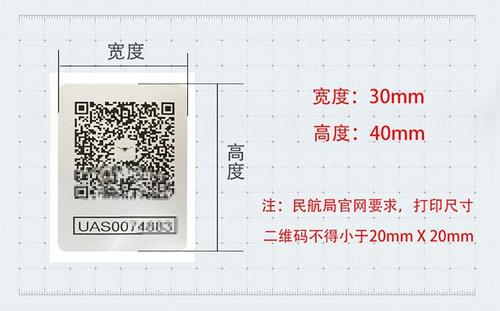 宽度
宽度：30mm
高度：40mm
高度
注：民航局官网要求，打印尺寸
二维码不得小于20mm X 20mm